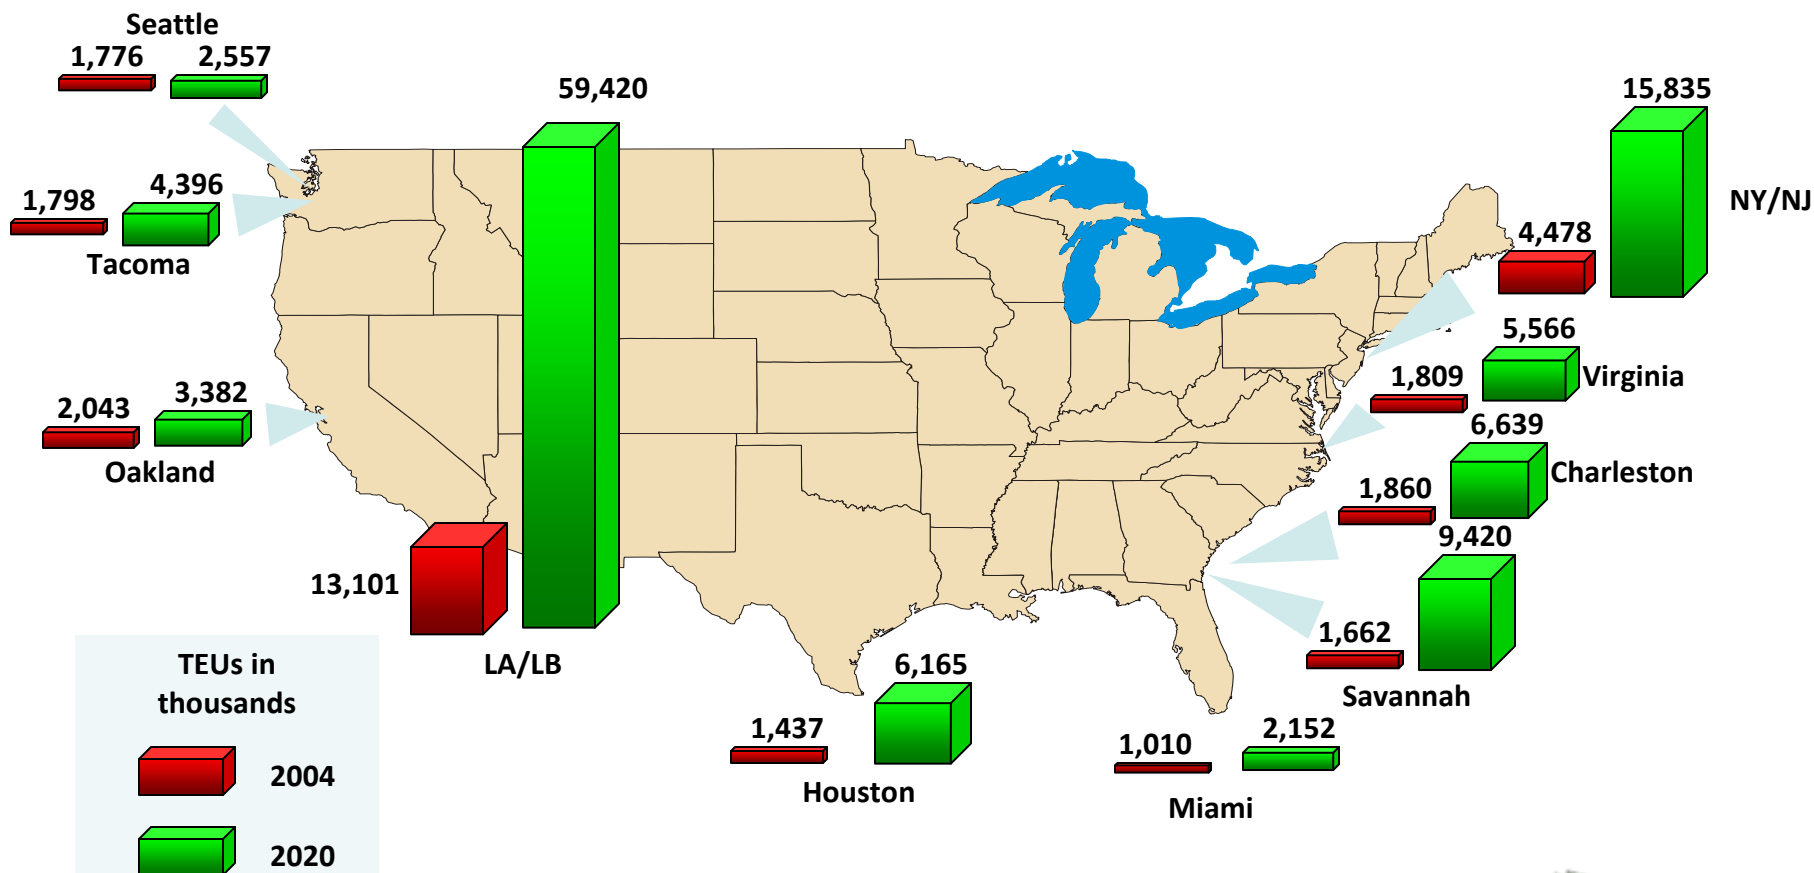 Seattle
1,776 2,557
59,420
15,835
1,798 4,396
Tacoma
NY/NJ
4,478
5,566
1,809
Virginia
2,043 3,382
Oakland
6,639
1,860
Charleston
9,420
13,101
LA/LB
1,662
Savannah
6,165
1,437
Houston
1,010 2,152
Miami
TEUs in
thousands
2004
2020